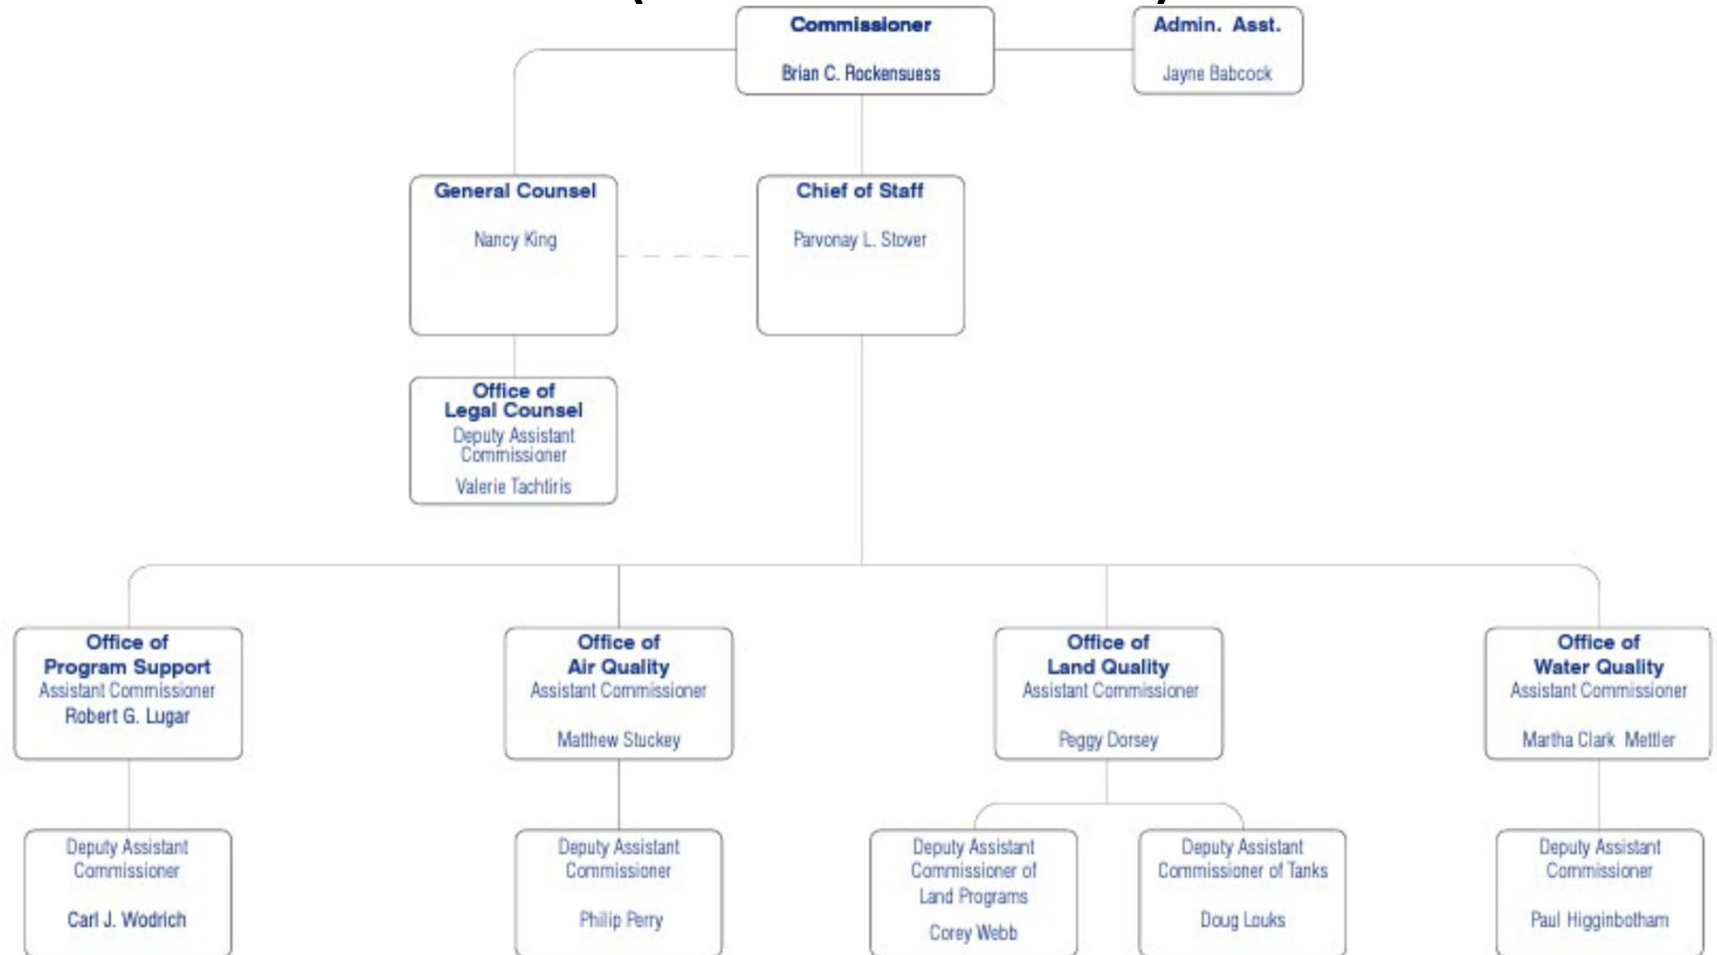 Commissioner
Brian C. Rockensuess
Admin. Asst.
Jayne Babcock
General Counsel
Nancy King
Chief of Staff
Parvonay L. Stover
Office of
Legal Counsel
Deputy Assistant
Commissioner
Valerie Tachtiris
Office of
Program Support
Assistant Commissioner
Robert G. Lugar
Office of
Air Quality
Assistant Commissioner
Matthew Stuckey
Office of
Land Quality
Assistant Commissioner
Peggy Dorsey
Office of
Water Quality
Assistant Commissioner
Martha Clark Mettler
Deputy Assistant
Commissioner
Carl J. Wodrich
Deputy Assistant
Commissioner
Philip Perry
Deputy Assistant
Commissioner of
Land Programs
Corey Webb
Deputy Assistant
Commissioner of Tanks
Doug Louks
Deputy Assistant
Commissioner
Paul Higginbotham